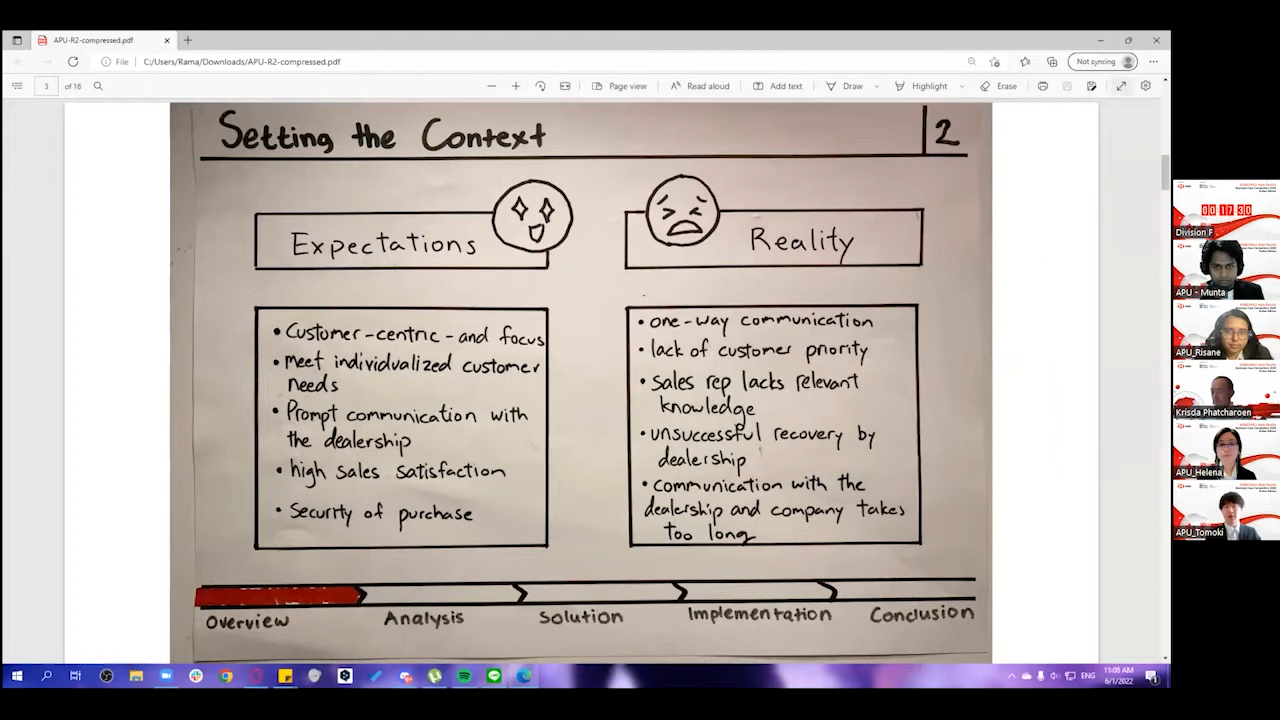 APU-R2-compressed.pdf
File
C:/Users/Rama/Downloads/APU-R2-compressed.pdf
Not syncing
3 of 16
Page view
Read aloud
Add text
Draw
Highlight
Erase
Setting the Context
2
Expectations
• Customer-centric-and focus
• meet individualized customer
needs
• Prompt communication with
the dealership
• high sales satisfaction
• Security of purchase
Reality
• one-way communication
• lack of customer priority
• sales rep lacks relevant
knowledge
• unsuccessful recovery by
dealership
• communication with the
dealership and company takes
too long
Overview
Analysis
Solution
Implementation
Conclusion
00 17 30
Division F
APU - Munta
APU_Risane
Krisda Phatcharoen
APU_Helena
APU_Tomoki
ENG
11:08 AM
6/1/2022